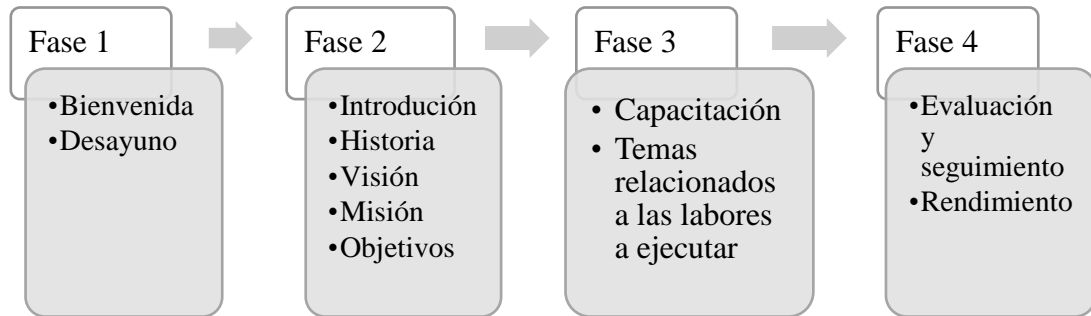 Fase 1
•Bienvenida
•Desayuno
Fase 2
•Introdución
•Historia
•Visión
•Misión
•Objetivos
Fase 3
• Capacitación
• Temas
relacionados
a las labores
a ejecutar
Fase 4
•Evaluación
y
seguimiento
•Rendimiento